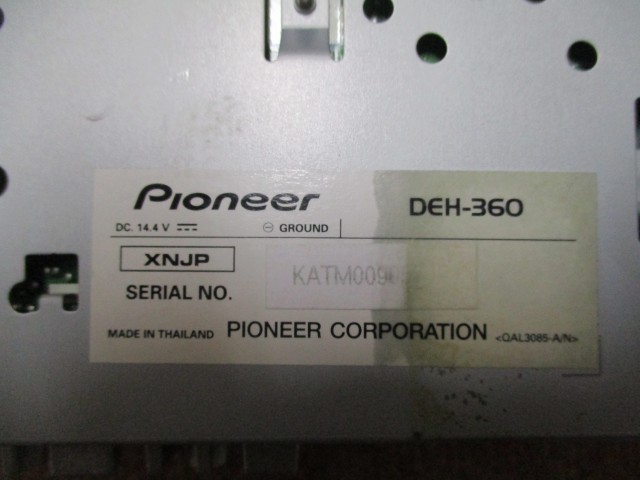 Pioneer DEH-360
DC. 14.4 V ⎓ ⊖ GROUND
XNJP
SERIAL NO. KATM009
MADE IN THAILAND PIONEER CORPORATION <QAL3085-A/N>